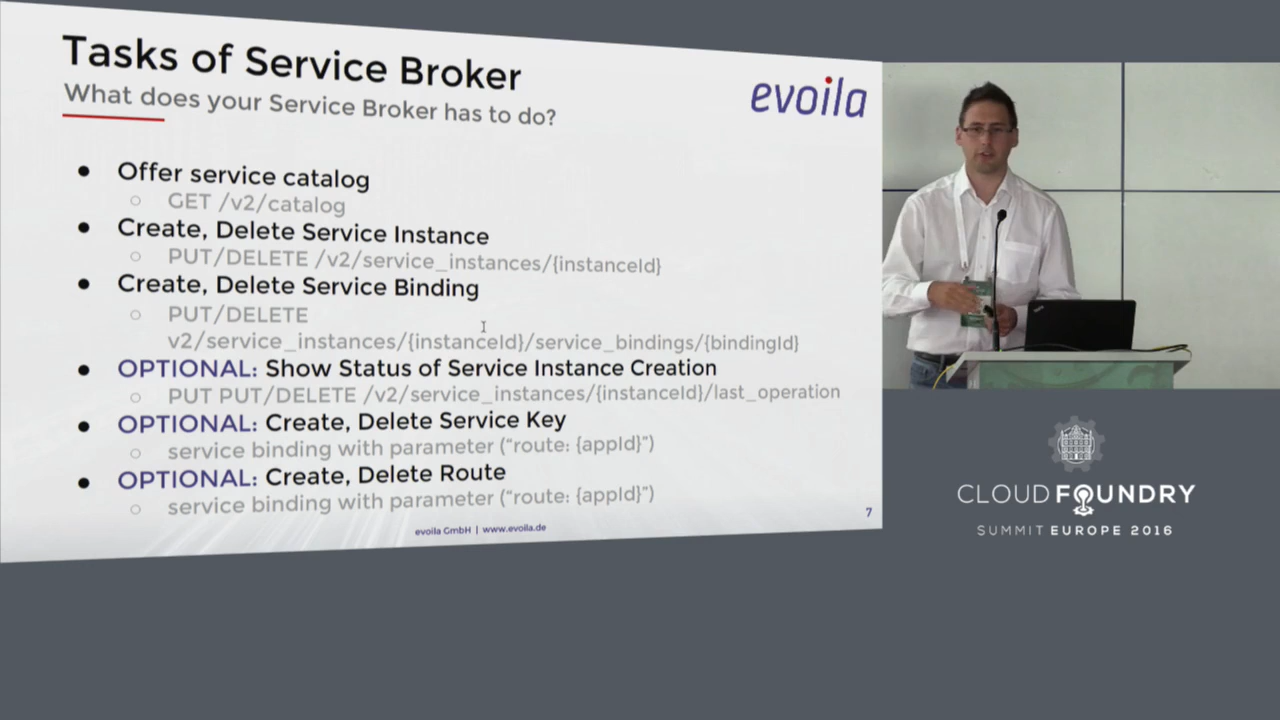 Tasks of Service Broker
What does your Service Broker has to do?
evoila
● Offer service catalog
○ GET /v2/catalog
● Create, Delete Service Instance
○ PUT/DELETE /v2/service_instances/{instanceId}
● Create, Delete Service Binding
○ PUT/DELETE
v2/service_instances/{instanceId}/service_bindings/{bindingId}
● OPTIONAL: Show Status of Service Instance Creation
○ PUT PUT/DELETE /v2/service_instances/{instanceId}/last_operation
● OPTIONAL: Create, Delete Service Key
○ service binding with parameter (“route: {appId}”)
● OPTIONAL: Create, Delete Route
○ service binding with parameter (“route: {appId}”)
evoila GmbH | www.evoila.de
7
CLOUD FOUNDRY
SUMMIT EUROPE 2016